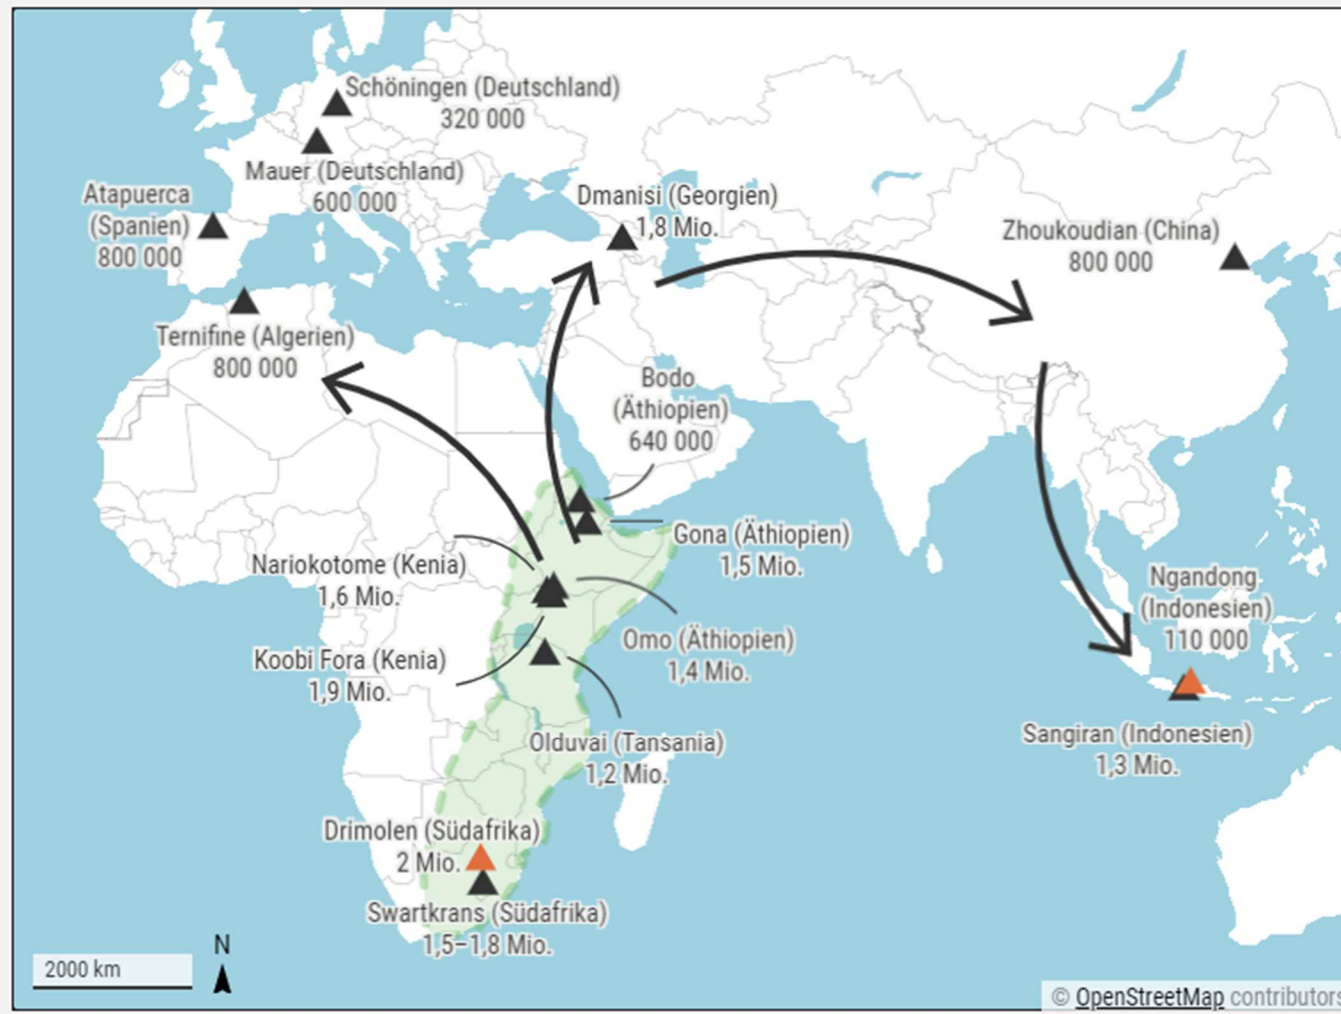 Schöningen (Deutschland)
320 000
Mauer (Deutschland)
600 000
Atapuerca
(Spanien)
800 000
Dmanisi (Georgien)
1,8 Mio.
Zhoukoudian (China)
800 000
Ternifine (Algerien)
800 000
Bodo
(Äthiopien)
640 000
Gona (Äthiopien)
1,5 Mio.
Nariokotome (Kenia)
1,6 Mio.
Ngandong
(Indonesien)
110 000
Omo (Äthiopien)
1,4 Mio.
Koobi Fora (Kenia)
1,9 Mio.
Olduvai (Tansania)
1,2 Mio.
Sangiran (Indonesien)
1,3 Mio.
Drimolen (Südafrika)
2 Mio.
Swartkrans (Südafrika)
1,5–1,8 Mio.
N
2000 km
© OpenStreetMap contributors